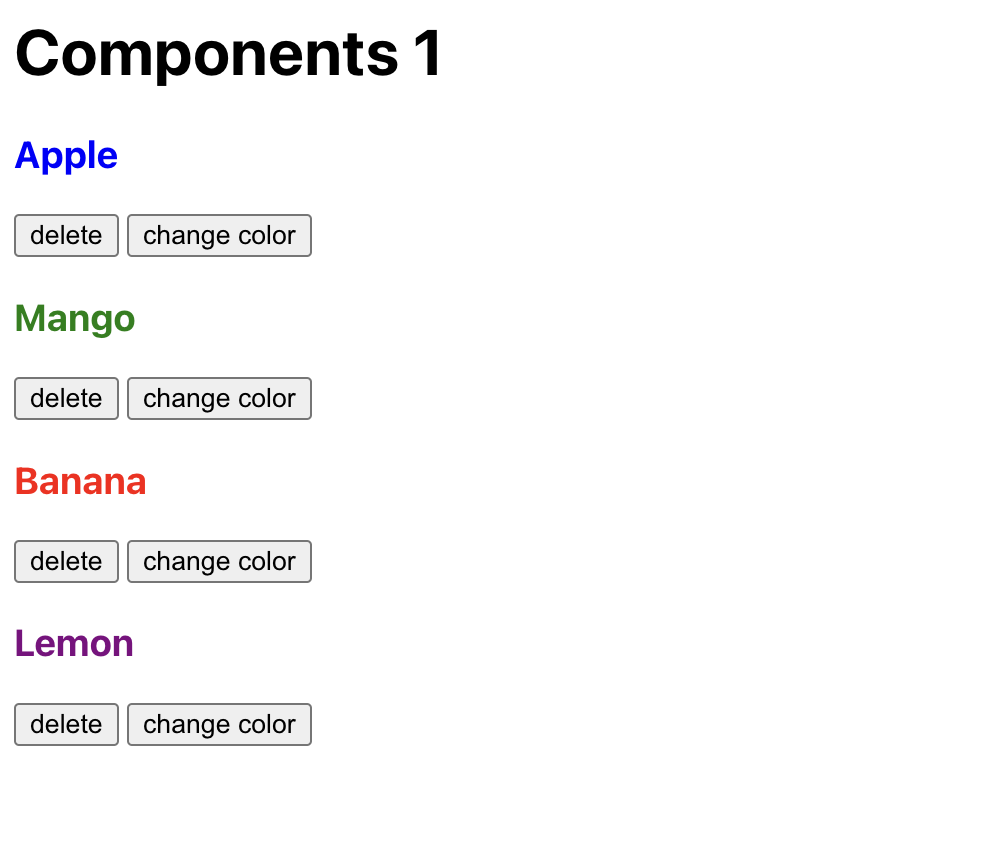 Components 1
Apple
delete change color
Mango
delete change color
Banana
delete change color
Lemon
delete change color